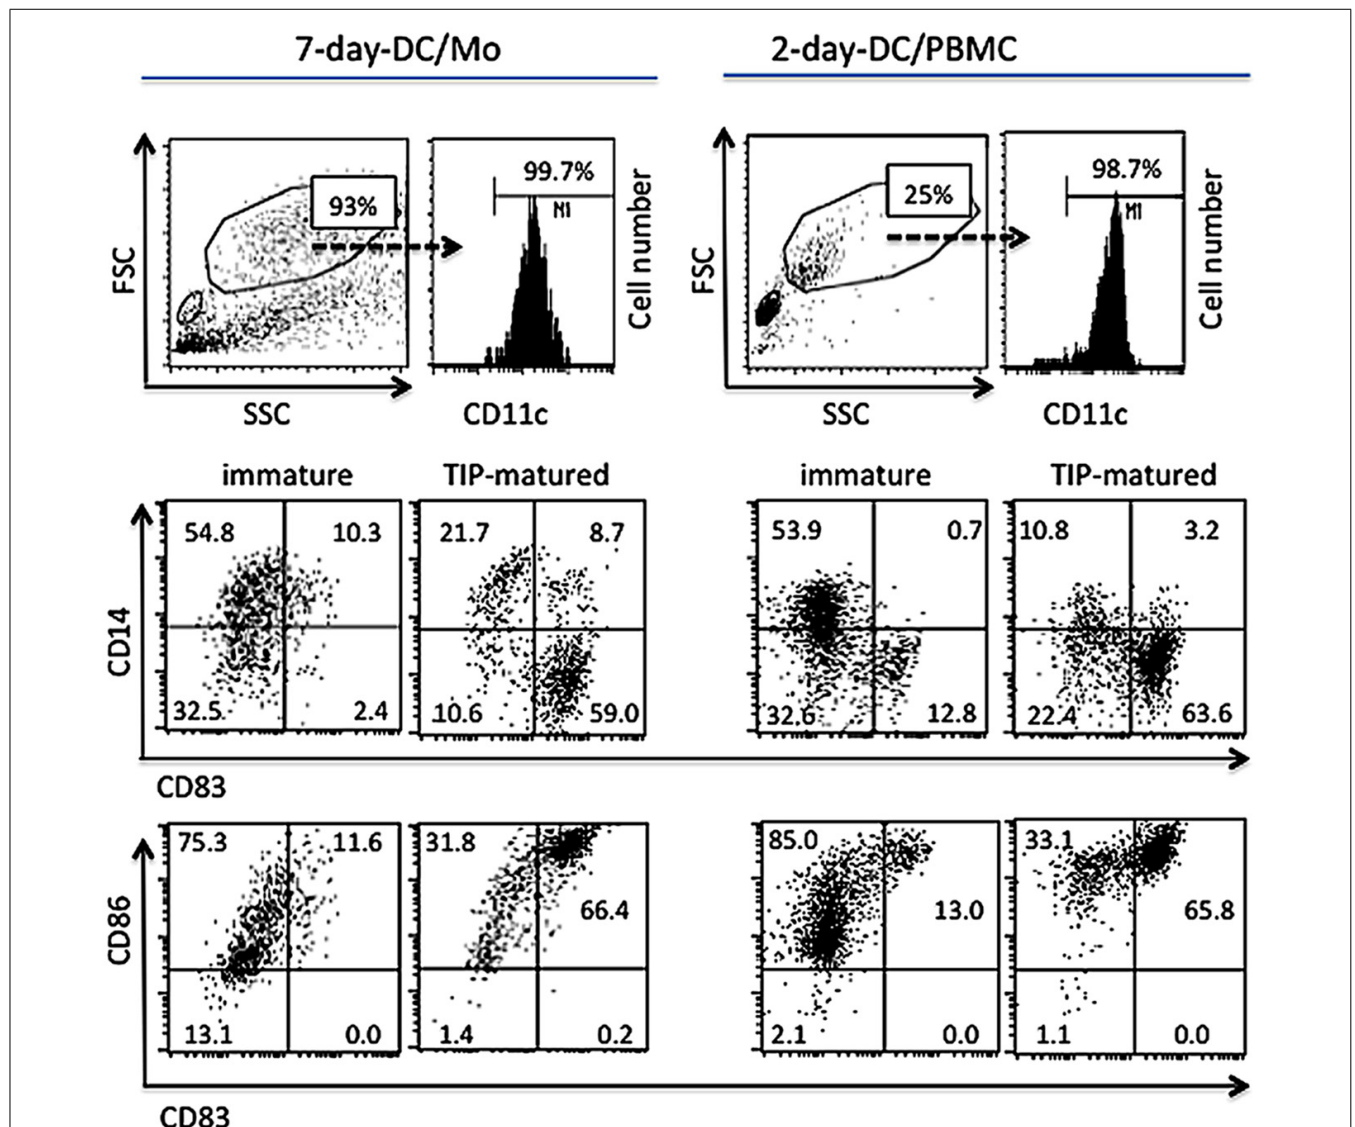 7-day-DC/Mo
2-day-DC/PBMC
FSC
93%
99.7%
M1
Cell number
FSC
25%
98.7%
M1
Cell number
SSC
CD11c
SSC
CD11c
immature
TIP-matured
immature
TIP-matured
CD14
54.8
10.3
21.7
8.7
53.9
0.7
10.8
3.2
32.5
2.4
10.6
59.0
32.6
12.8
22.4
63.6
CD83
CD86
75.3
11.6
31.8
66.4
85.0
13.0
33.1
65.8
13.1
0.0
1.4
0.2
2.1
0.0
1.1
0.0
CD83